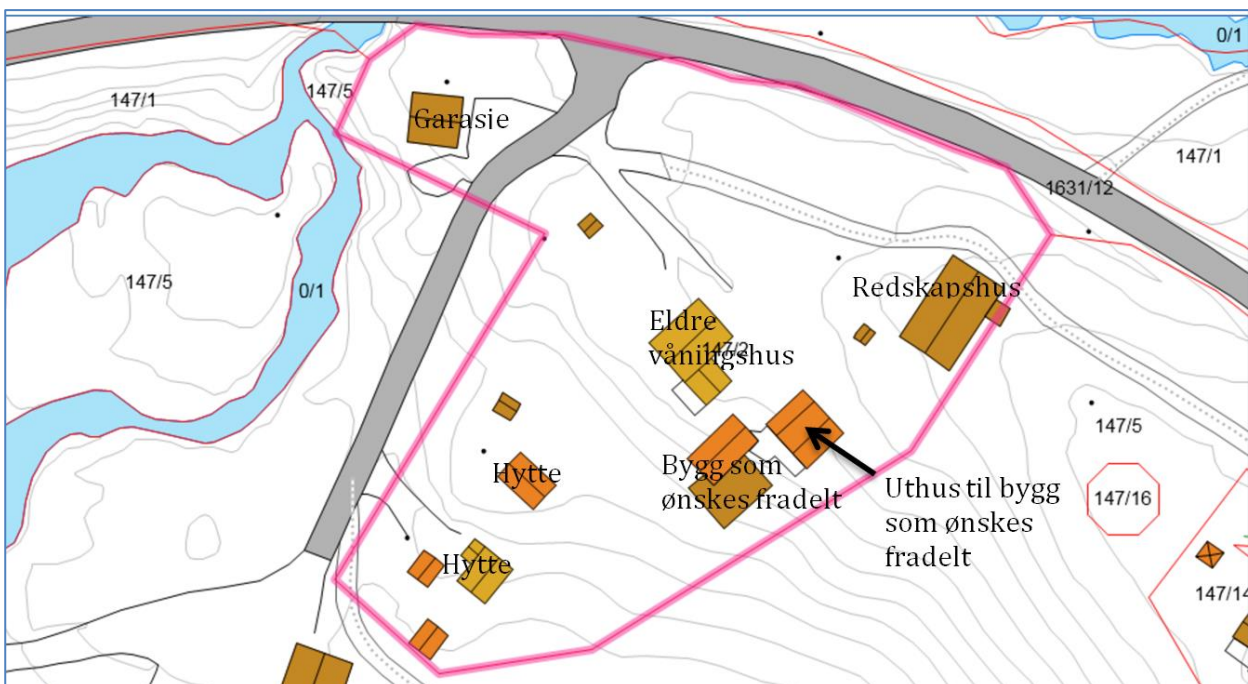 0/1
147/1
147/5
Garasje
147/1
1631/12
147/5
0/1
Redskapshus
Eldre
våningshus
147/2
147/5
Hytte
Bygg som
ønskes fradelt
Uthus til bygg
som ønskes
fradelt
147/16
Hytte
147/14